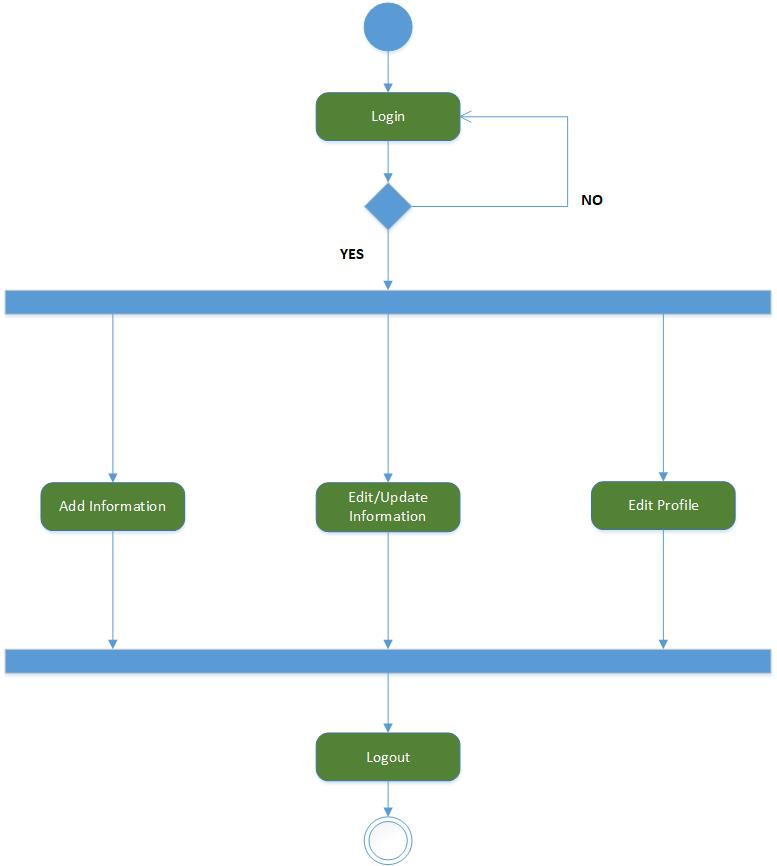 Login
NO
YES
Add Information
Edit/Update
Information
Edit Profile
Logout